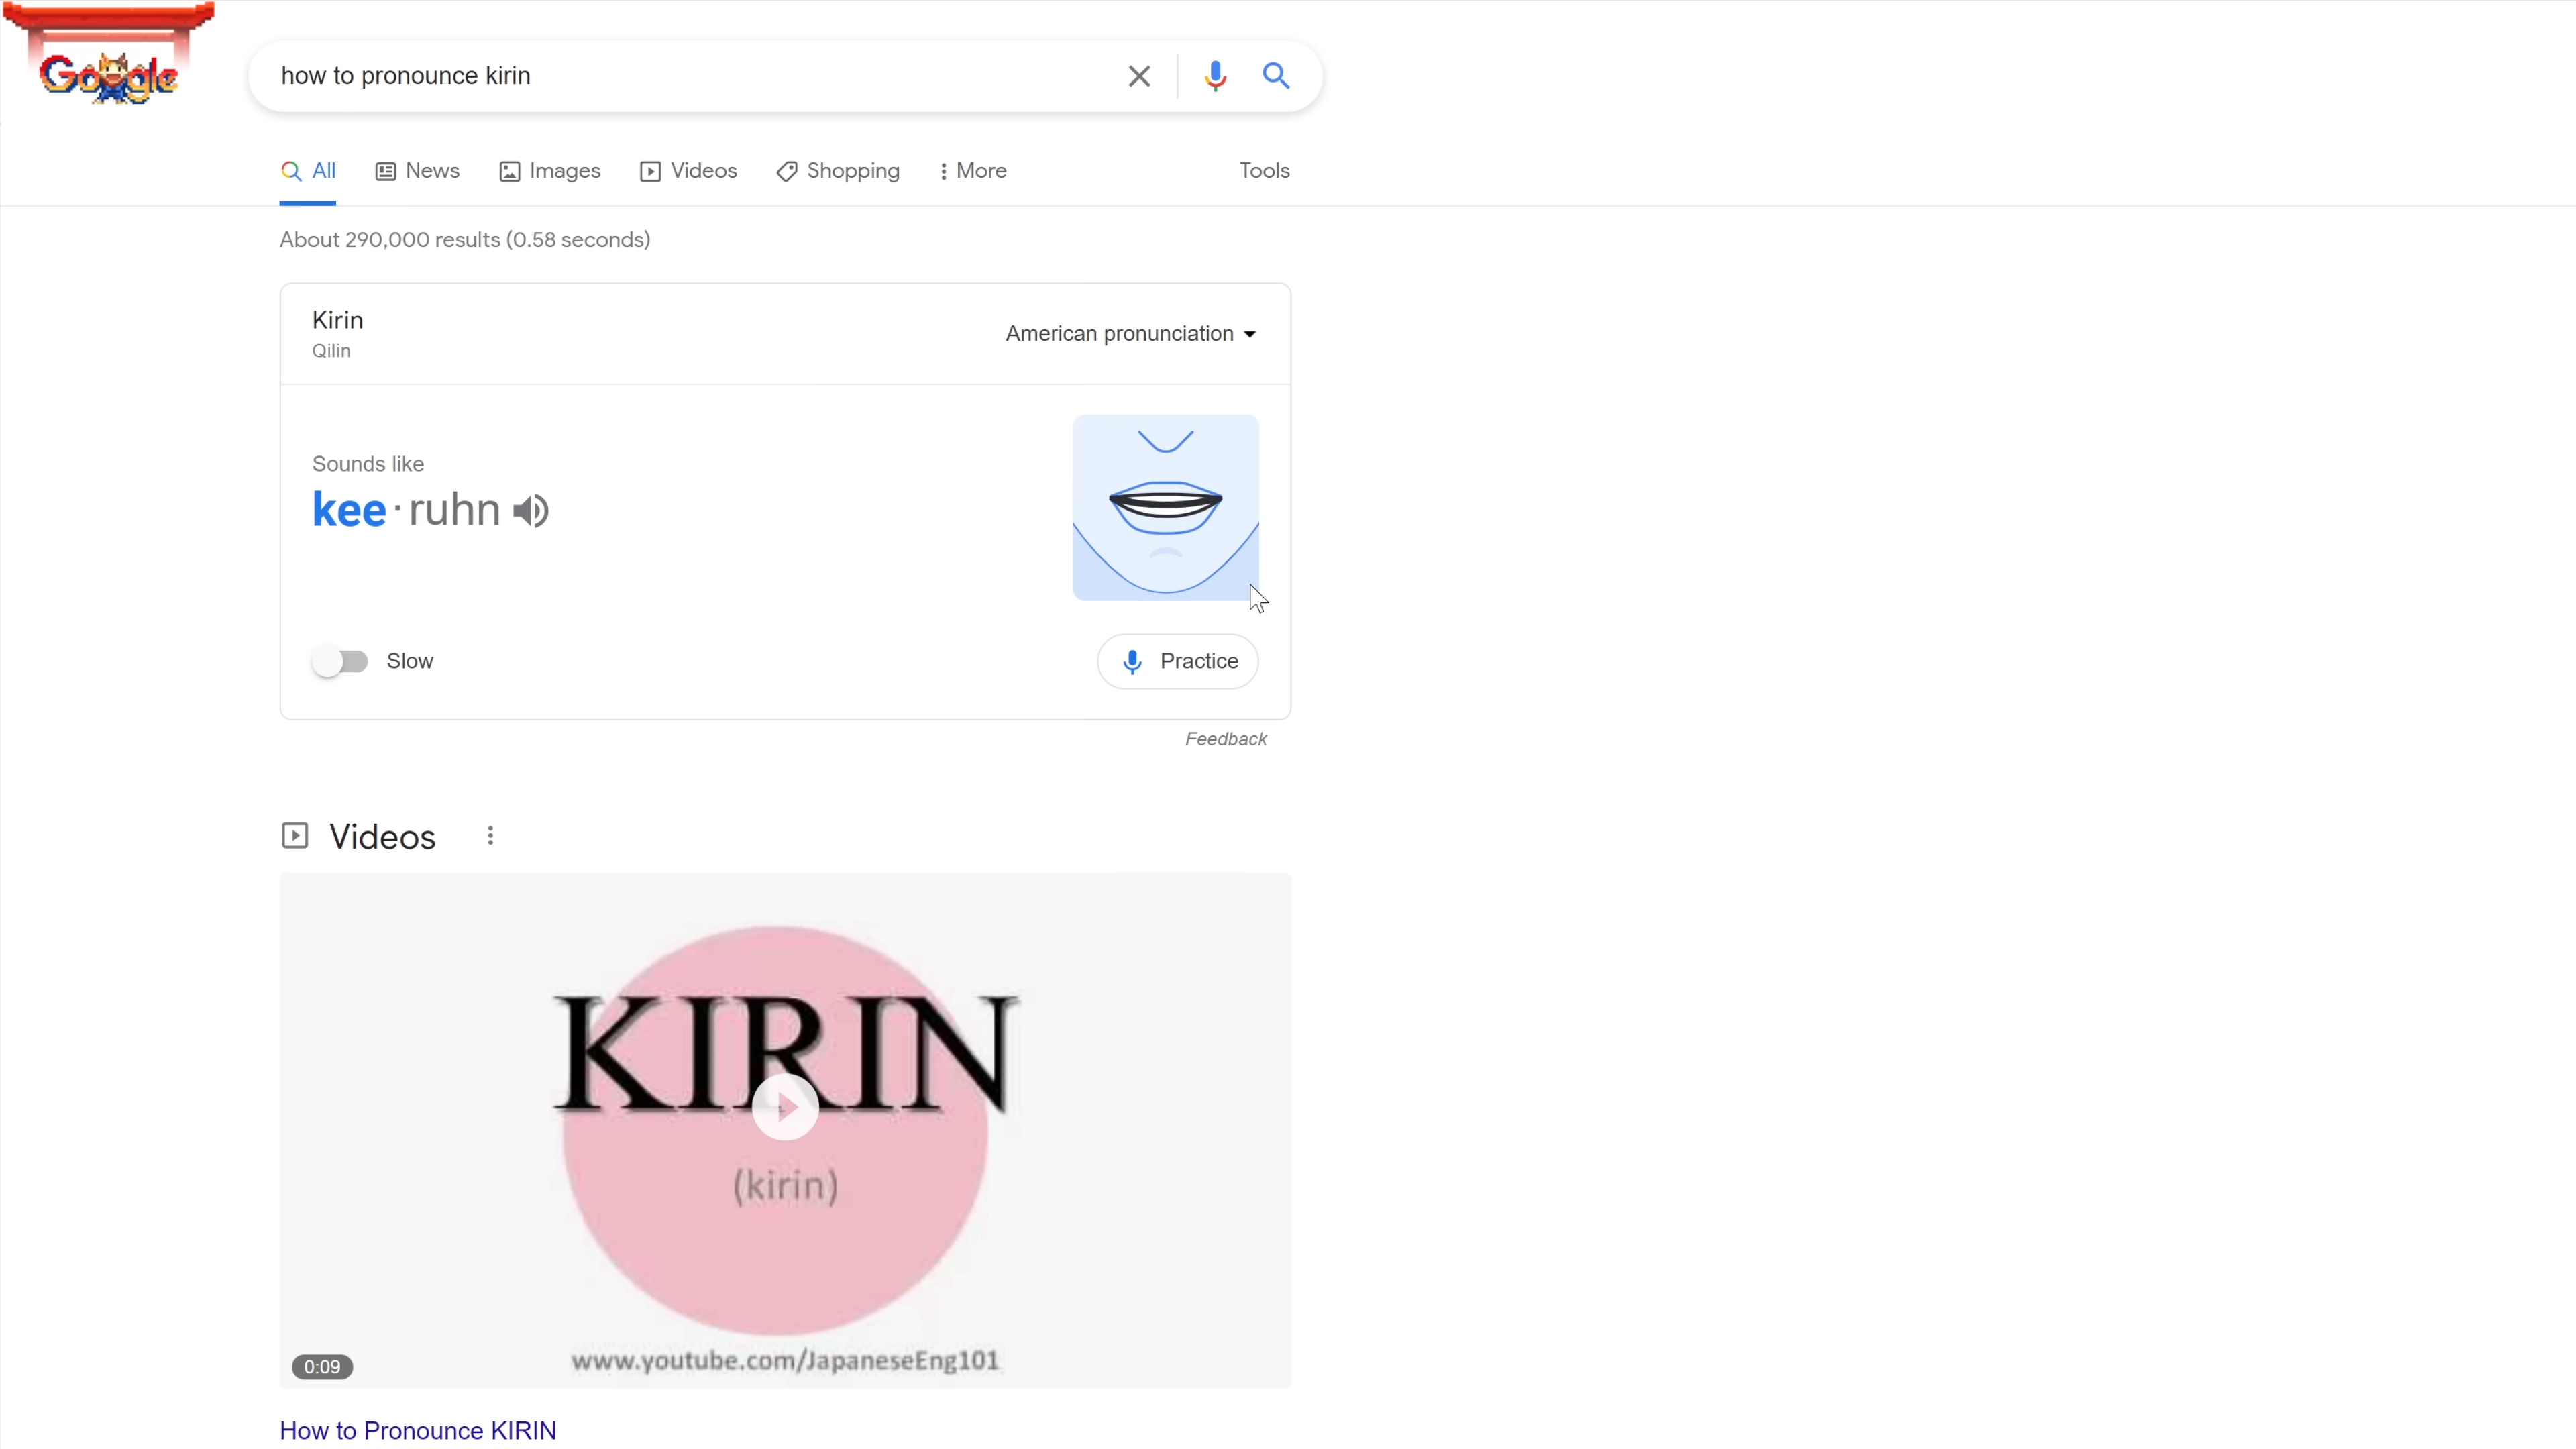 Google
how to pronounce kirin
All News Images Videos Shopping More Tools
About 290,000 results (0.58 seconds)
Kirin
Qilin
American pronunciation
Sounds like
kee · ruhn
Slow
Practice
Feedback
Videos
KIRIN
(kirin)
www.youtube.com/JapaneseEng101
0:09
How to Pronounce KIRIN